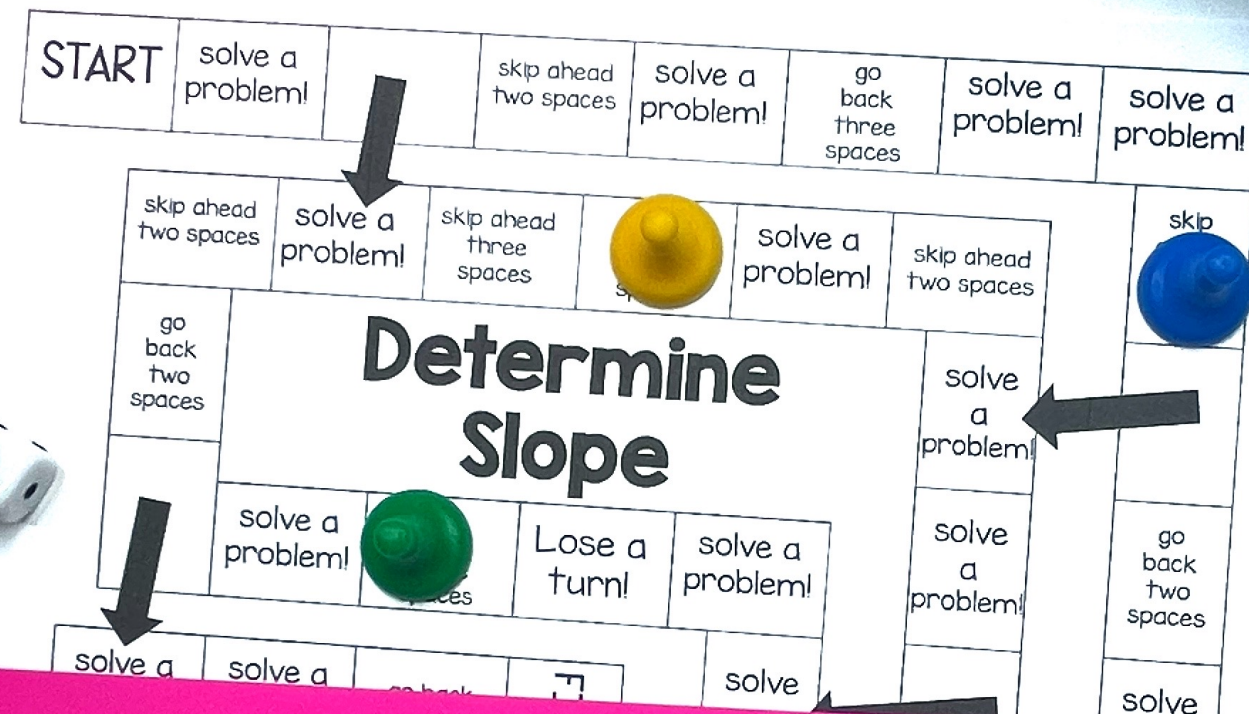 START
solve a
problem!
skip ahead
two spaces
solve a
problem!
go
back
three
spaces
solve a
problem!
solve a
problem!
skip ahead
two spaces
solve a
problem!
skip ahead
three
spaces
solve a
problem!
skip ahead
two spaces
skip
go
back
two
spaces
Determine
Slope
solve
a
problem!
solve a
problem!
Lose a
turn!
solve a
problem!
solve
a
problem!
go
back
two
spaces
solve a
solve a
go back
solve
solve